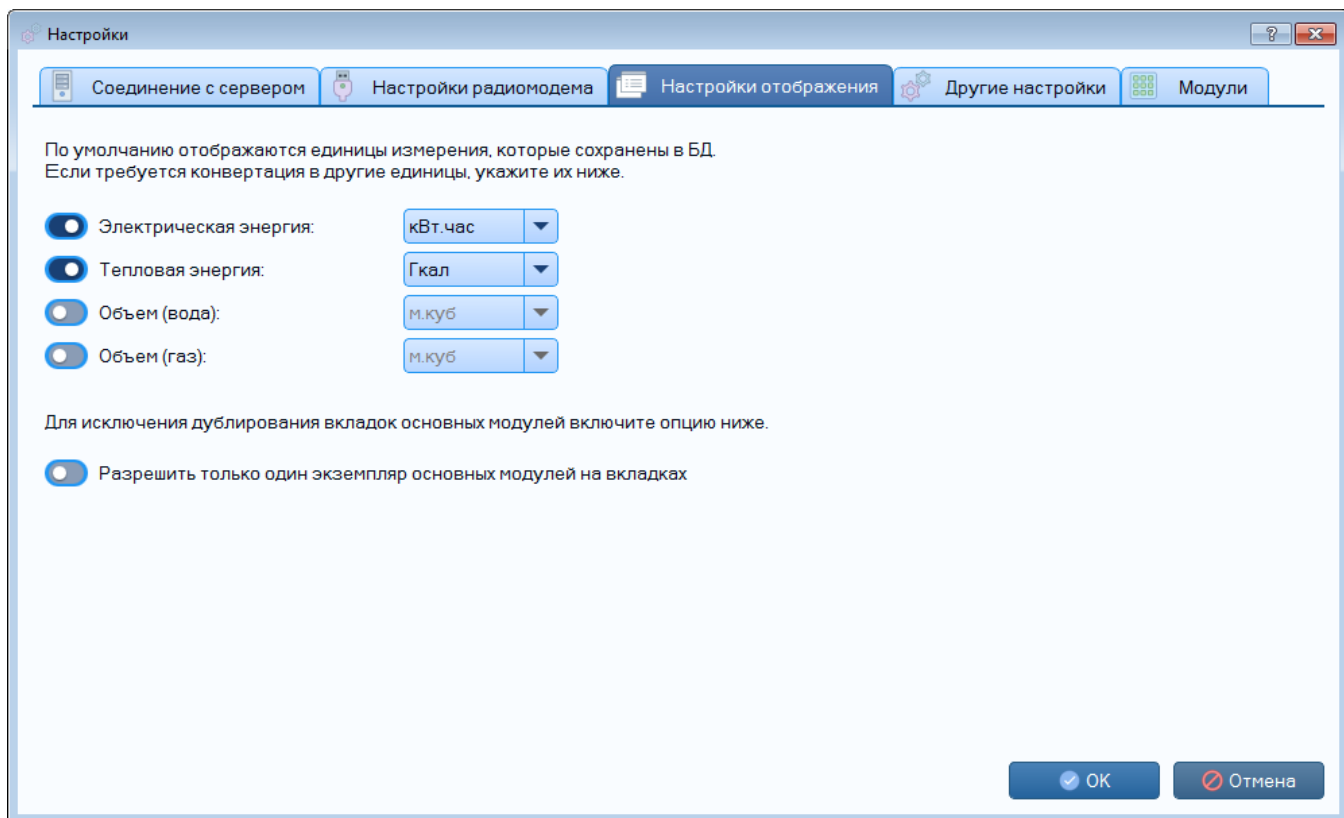 Настройки
Соединение с сервером
Настройки радиомодема
Настройки отображения
Другие настройки
Модули
По умолчанию отображаются единицы измерения, которые сохранены в БД.
Если требуется конвертация в другие единицы, укажите их ниже.
Электрическая энергия: кВт.час
Тепловая энергия: Гкал
Объем (вода): м.куб
Объем (газ): м.куб
Для исключения дублирования вкладок основных модулей включите опцию ниже.
Разрешить только один экземпляр основных модулей на вкладках
OK
Отмена